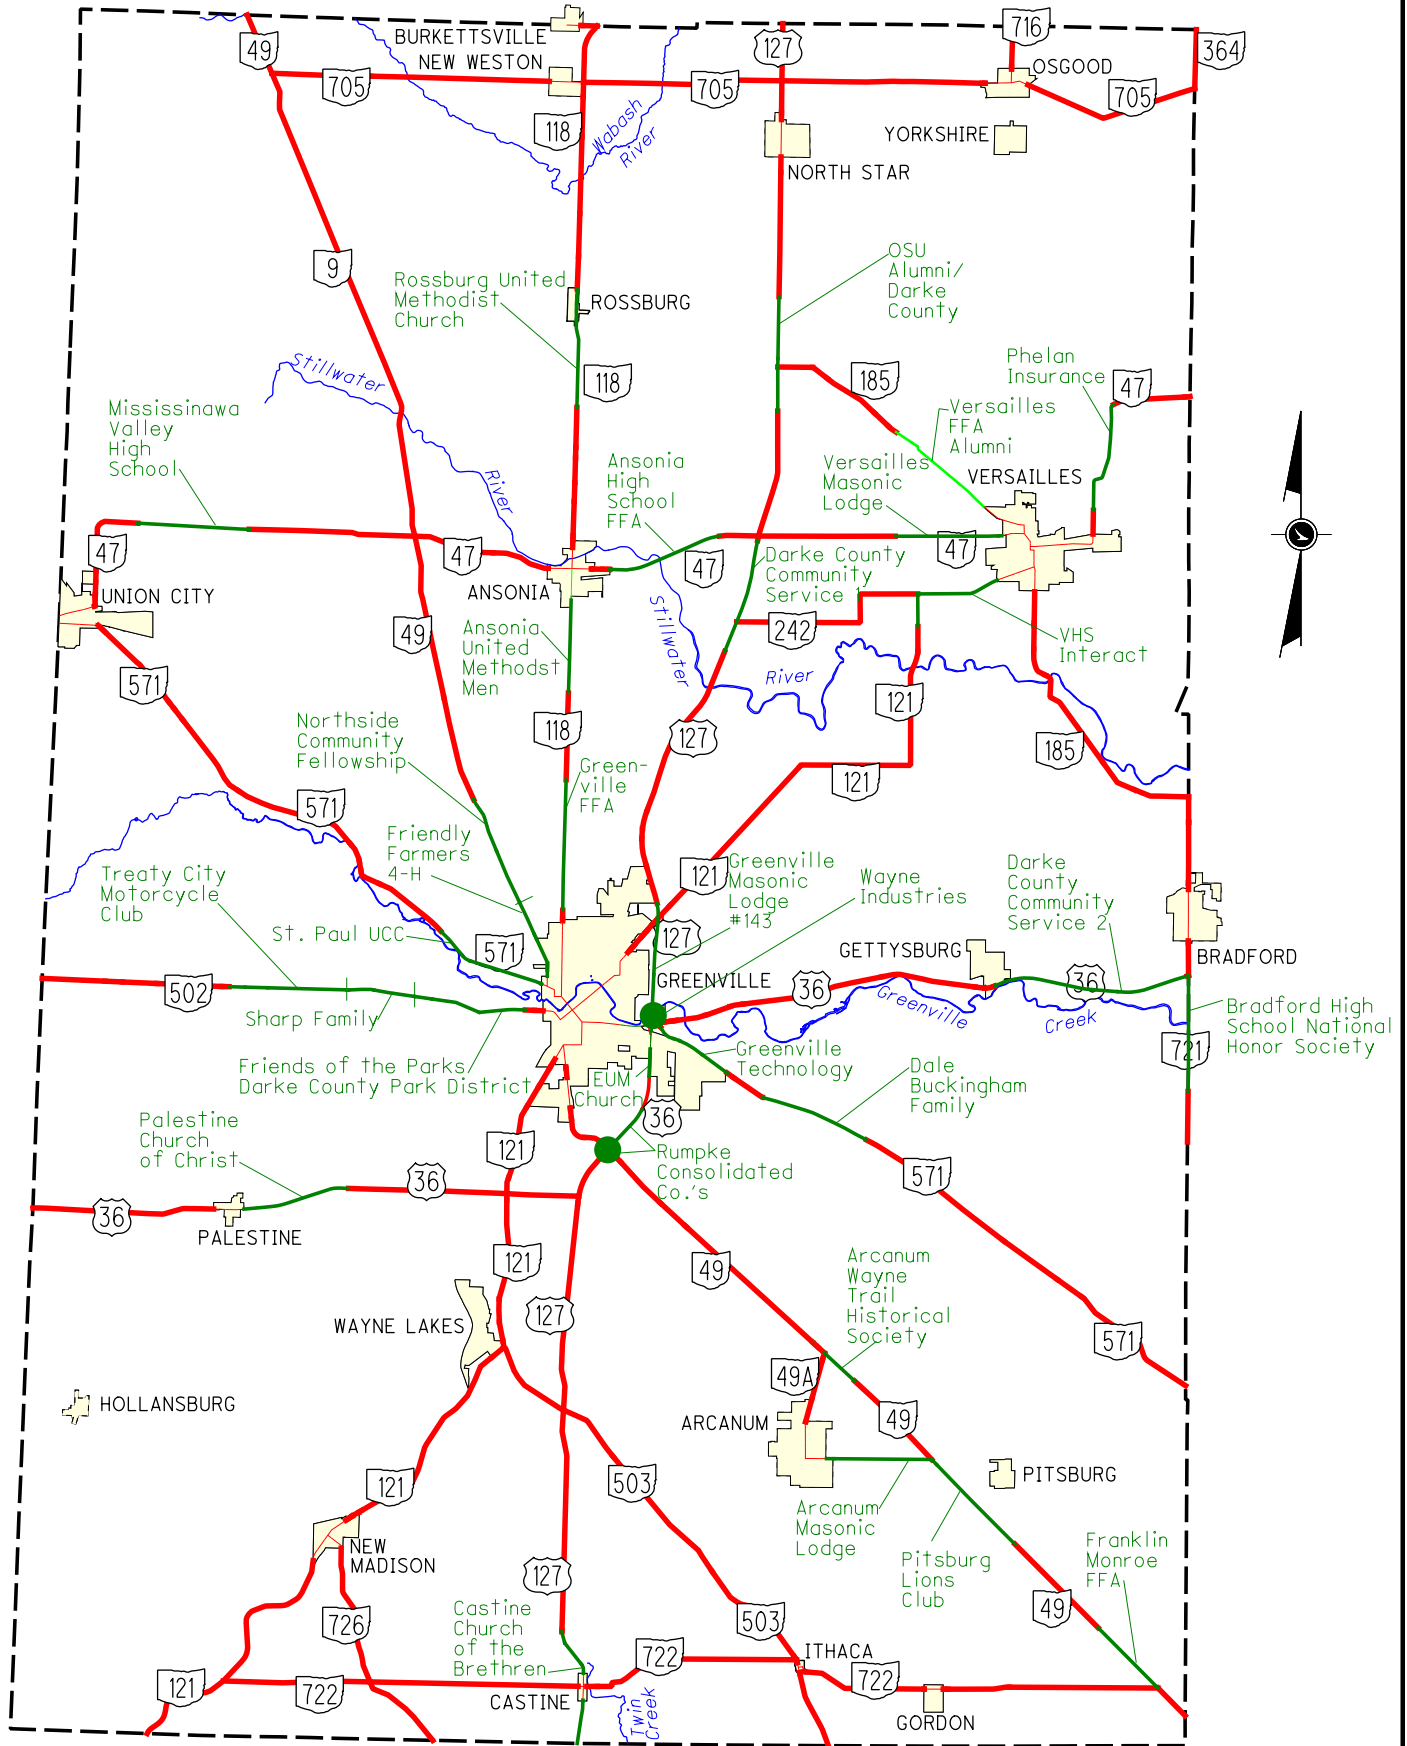 49
BURKETTSVILLE
NEW WESTON
127
716
OSGOOD
364
705
705
705
118
Wabash
River
YORKSHIRE
NORTH STAR
9
Rossburg United
Methodist
Church
ROSSBURG
OSU
Alumni/
Darke
County
Stillwater
118
185
Phelan
Insurance
47
Mississinawa
Valley
High
School
Versailles
FFA
Alumni
River
Ansonia
High
School
FFA
Versailles
Masonic
Lodge
VERSAILLES
47
47
47
47
Darke County
Community
Service 1
ANSONIA
UNION CITY
49
Ansonia
United
Methodst
Men
Stillwater
242
VHS
Interact
River
571
121
Northside
Community
Fellowship
118
127
185
Green-
ville
FFA
121
571
Friendly
Farmers
4-H
Treaty City
Motorcycle
Club
121
Greenville
Masonic
Lodge
#143
Wayne
Industries
Darke
County
Community
Service 2
St. Paul UCC
571
127
GETTYSBURG
BRADFORD
502
GREENVILLE
36
36
Greenville
Creek
Sharp Family
Bradford High
School National
Honor Society
721
Friends of the Parks
Darke County Park District
Greenville
Technology
EUM
Church
Dale
Buckingham
Family
36
Palestine
Church
of Christ
121
Rumpke
Consolidated
Co.'s
571
36
36
PALESTINE
121
49
Arcanum
Wayne
Trail
Historical
Society
WAYNE LAKES
127
571
49A
HOLLANSBURG
ARCANUM
49
121
503
PITSBURG
Arcanum
Masonic
Lodge
NEW
MADISON
Pitsburg
Lions
Club
Franklin
Monroe
FFA
127
726
Castine
Church
of the
Brethren
503
49
722
ITHACA
121
722
722
CASTINE
Twin
Creek
GORDON